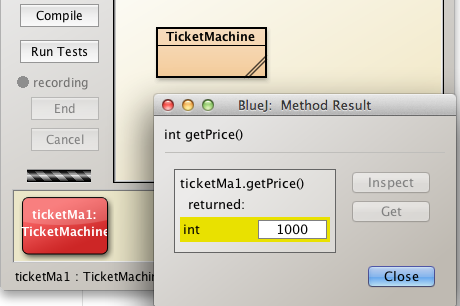 Compile
Run Tests
recording
End
Cancel
TicketMachine
BlueJ: Method Result
int getPrice()
ticketMa1.getPrice()
returned:
int 1000
Inspect
Get
Close
ticketMa1:
TicketMachine
ticketMa1 : TicketMachin